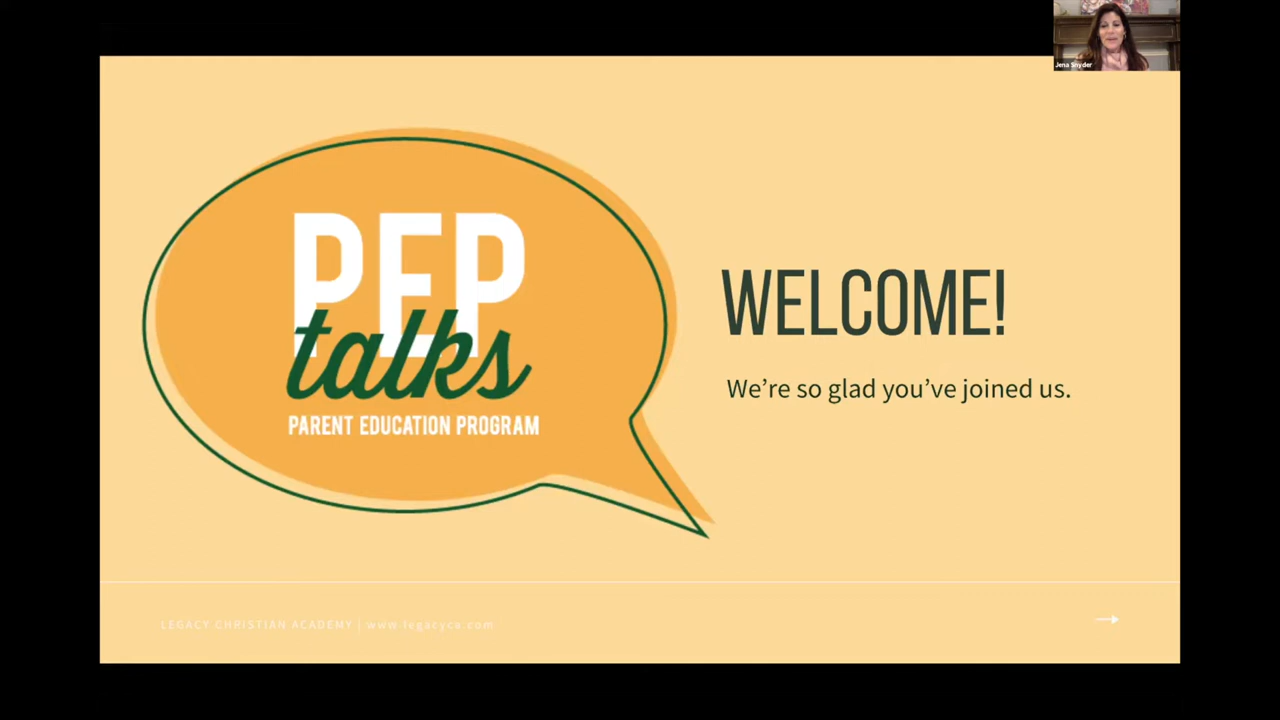 Jena Snyder
PEP
talks
PARENT EDUCATION PROGRAM
WELCOME!
We’re so glad you’ve joined us.
LEGACY CHRISTIAN ACADEMY | www.legacyca.com